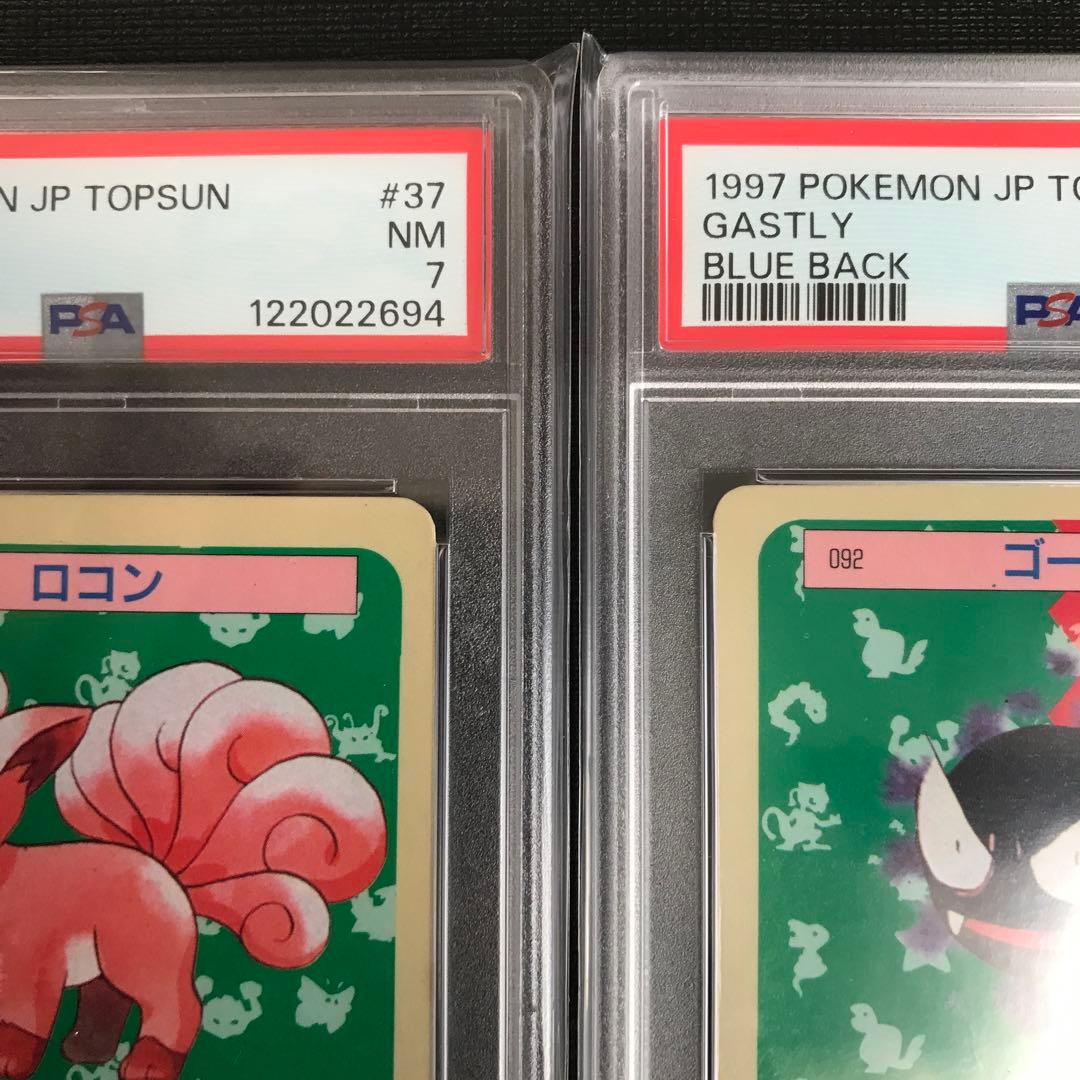 N JP TOPSUN #37
NM
7
PSA 122022694
ロコン
1997 POKEMON JP TO
GASTLY
BLUE BACK
PSA
092 ゴー